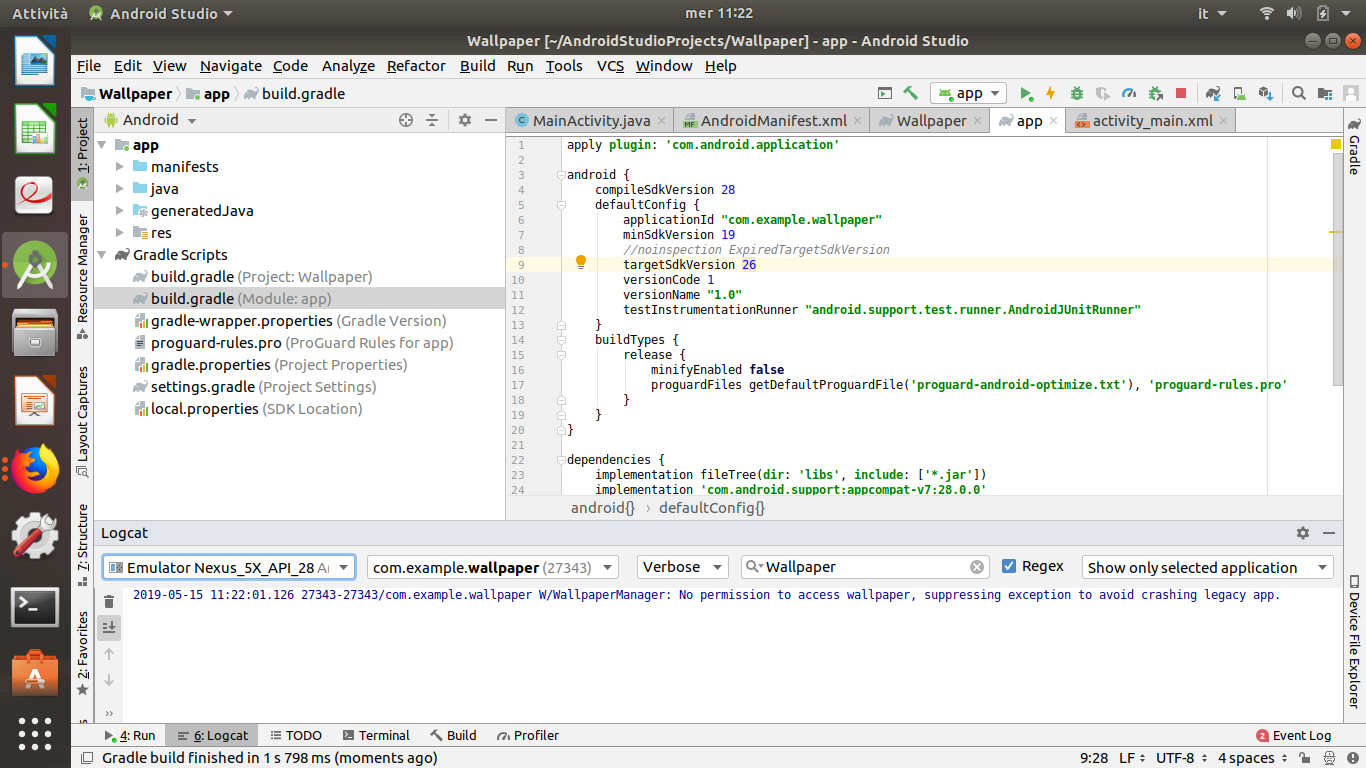 Attività Android Studio mer 11:22 it
Wallpaper [~/AndroidStudioProjects/Wallpaper] - app - Android Studio
File Edit View Navigate Code Analyze Refactor Build Run Tools VCS Window Help
Wallpaper app build.gradle app
1: Project
Resource Manager
Layout Captures
7: Structure
2: Favorites
Android
app
manifests
java
generatedJava
res
Gradle Scripts
build.gradle (Project: Wallpaper)
build.gradle (Module: app)
gradle-wrapper.properties (Gradle Version)
proguard-rules.pro (ProGuard Rules for app)
gradle.properties (Project Properties)
settings.gradle (Project Settings)
local.properties (SDK Location)
MainActivity.java AndroidManifest.xml Wallpaper app activity_main.xml
1 apply plugin: 'com.android.application'
2
3 android {
4 compileSdkVersion 28
5 defaultConfig {
6 applicationId "com.example.wallpaper"
7 minSdkVersion 19
8 //noinspection ExpiredTargetSdkVersion
9 targetSdkVersion 26
10 versionCode 1
11 versionName "1.0"
12 testInstrumentationRunner "android.support.test.runner.AndroidJUnitRunner"
13 }
14 buildTypes {
15 release {
16 minifyEnabled false
17 proguardFiles getDefaultProguardFile('proguard-android-optimize.txt'), 'proguard-rules.pro'
18 }
19 }
20 }
21
22 dependencies {
23 implementation fileTree(dir: 'libs', include: ['*.jar'])
24 implementation 'com.android.support:appcompat-v7:28.0.0'
android{} › defaultConfig{}
Gradle
Device File Explorer
Logcat
Emulator Nexus_5X_API_28 com.example.wallpaper (27343) Verbose Wallpaper Regex Show only selected application
2019-05-15 11:22:01.126 27343-27343/com.example.wallpaper W/WallpaperManager: No permission to access wallpaper, suppressing exception to avoid crashing legacy app.
4: Run 6: Logcat TODO Terminal Build Profiler 2 Event Log
Gradle build finished in 1 s 798 ms (moments ago) 9:28 LF UTF-8 4 spaces